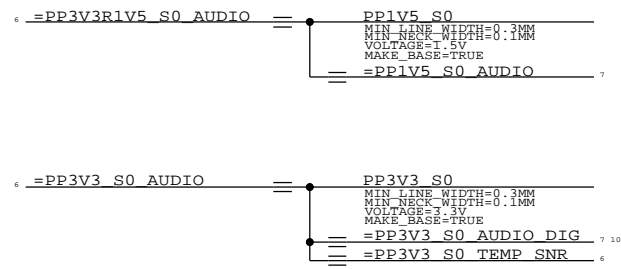 6 =PP3V3R1V5_S0_AUDIO PP1V5_S0
MIN_LINE_WIDTH=0.3MM
MIN_NECK_WIDTH=0.1MM
VOLTAGE=1.5V
MAKE_BASE=TRUE
=PP1V5_S0_AUDIO 7
6 =PP3V3_S0_AUDIO PP3V3_S0
MIN_LINE_WIDTH=0.3MM
MIN_NECK_WIDTH=0.1MM
VOLTAGE=3.3V
MAKE_BASE=TRUE
=PP3V3_S0_AUDIO_DIG 7 10
=PP3V3_S0_TEMP_SNR 6